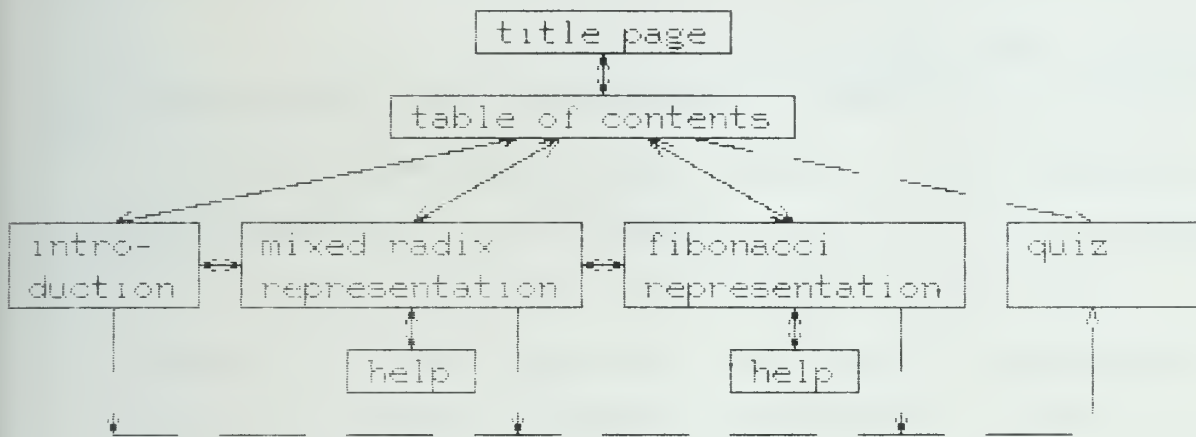 title page
table of contents
intro-
duction
mixed radix
representation
fibonacci
representation
quiz
help
help